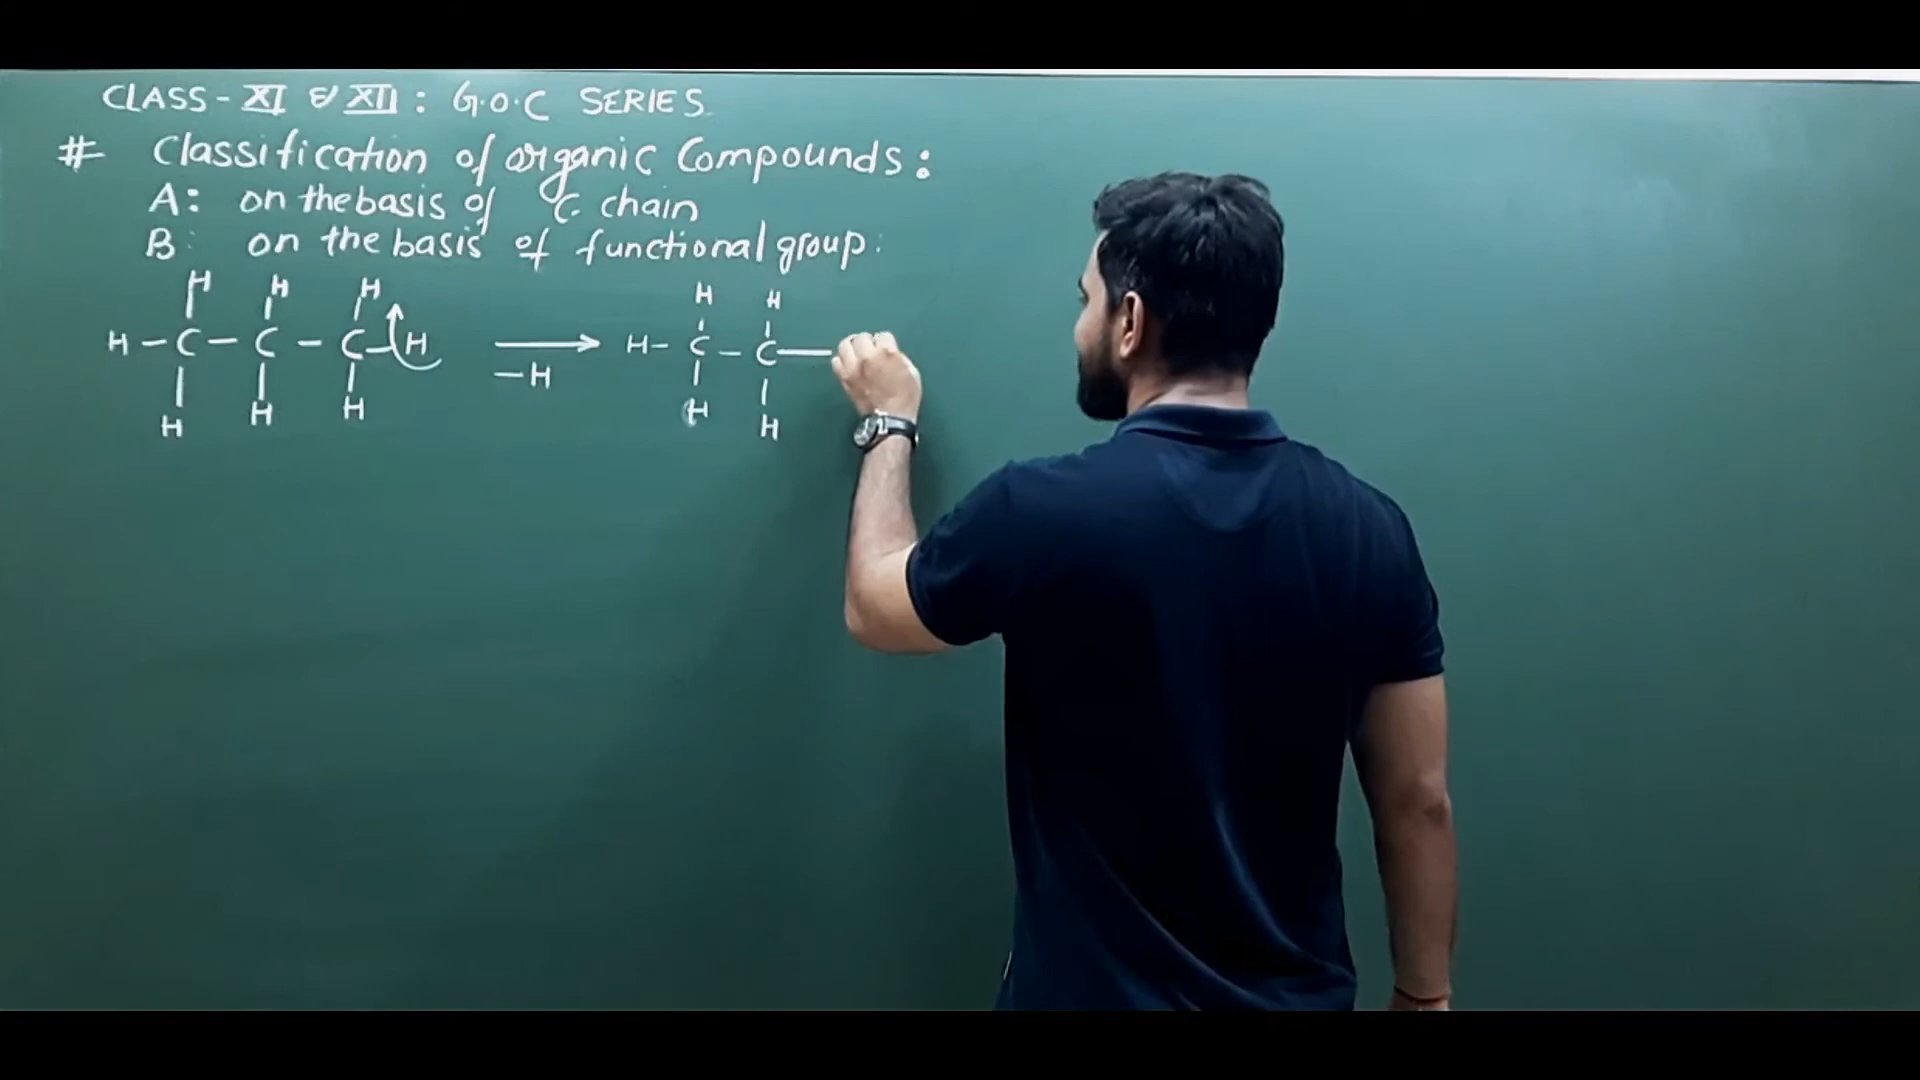 CLASS - XI & XII : G.O.C SERIES
# Classification of organic Compounds :
A : on the basis of C. chain
B : on the basis of functional group :
H H H H H
H - C - C - C - H → H - C - C -
- H
H H H H H